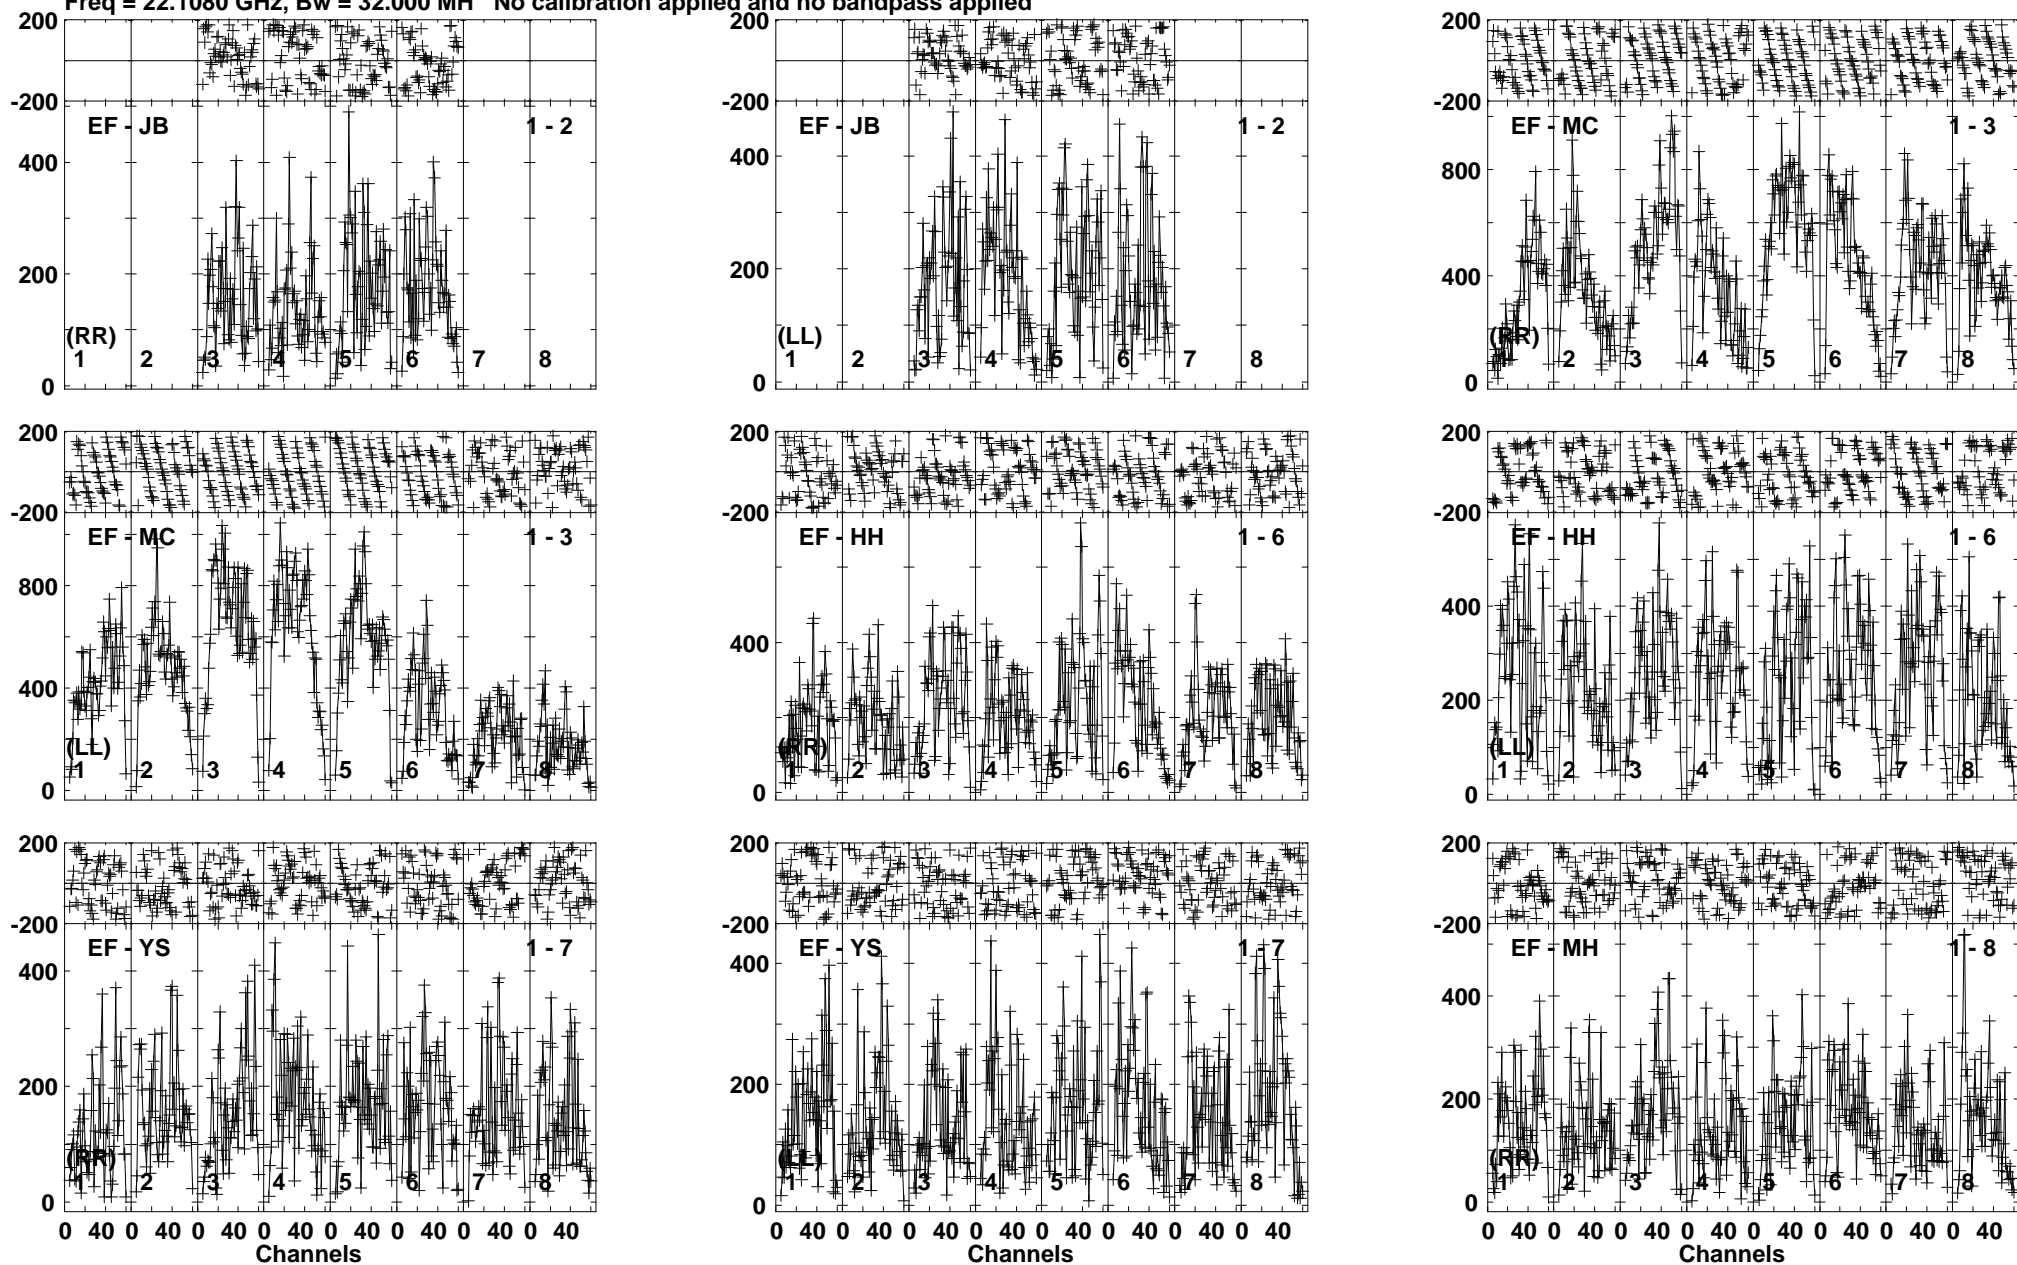 Freq = 22.1080 GHz, Bw = 32.000 MH No calibration applied and no bandpass applied
200 200 200
-200 -200 -200
EF - JB 1 - 2 EF - JB 1 - 2 EF - MC 1 - 3
400 400 800
200 200 400
(RR) (LL) (RR)
1 2 3 4 5 6 7 8 1 2 3 4 5 6 7 8 1 2 3 4 5 6 7 8
0 0 0
200 200 200
-200 -200 -200
EF - MC 1 - 3 EF - HH 1 - 6 EF - HH 1 - 6
800 400 400
400 200
(LL) (RR) (LL)
1 2 3 4 5 6 7 8 1 2 3 4 5 6 7 8 1 2 3 4 5 6 7 8
0 0 0
200 200 200
-200 -200 -200
EF - YS 1 - 7 EF - YS 1 - 7 EF - MH 1 - 8
400 400 400
200 200 200
(RR) (LL) (RR)
1 2 3 4 5 6 7 8 1 2 3 4 5 6 7 8 1 2 3 4 5 6 7 8
0 0 0
0 40 0 40 0 40 0 40 0 40 0 40 0 40 0 40 0 40 0 40 0 40 0 40 0 40 0 40 0 40 0 40 0 40 0 40 0 40 0 40 0 40 0 40 0 40 0 40
Channels Channels Channels